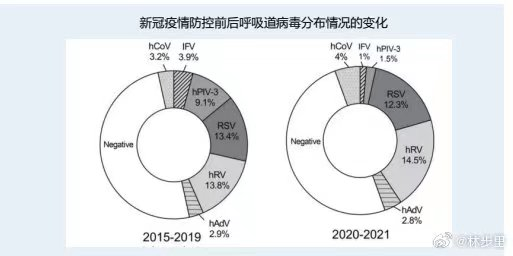 新冠疫情防控前后呼吸道病毒分布情况的变化
hCoV
3.2%
IFV
3.9%
hPIV-3
9.1%
RSV
13.4%
hRV
13.8%
hAdV
2.9%
Negative
2015-2019
hCoV
4%
IFV
1%
hPIV-3
1.5%
RSV
12.3%
hRV
14.5%
hAdV
2.8%
Negative
2020-2021
@林步里